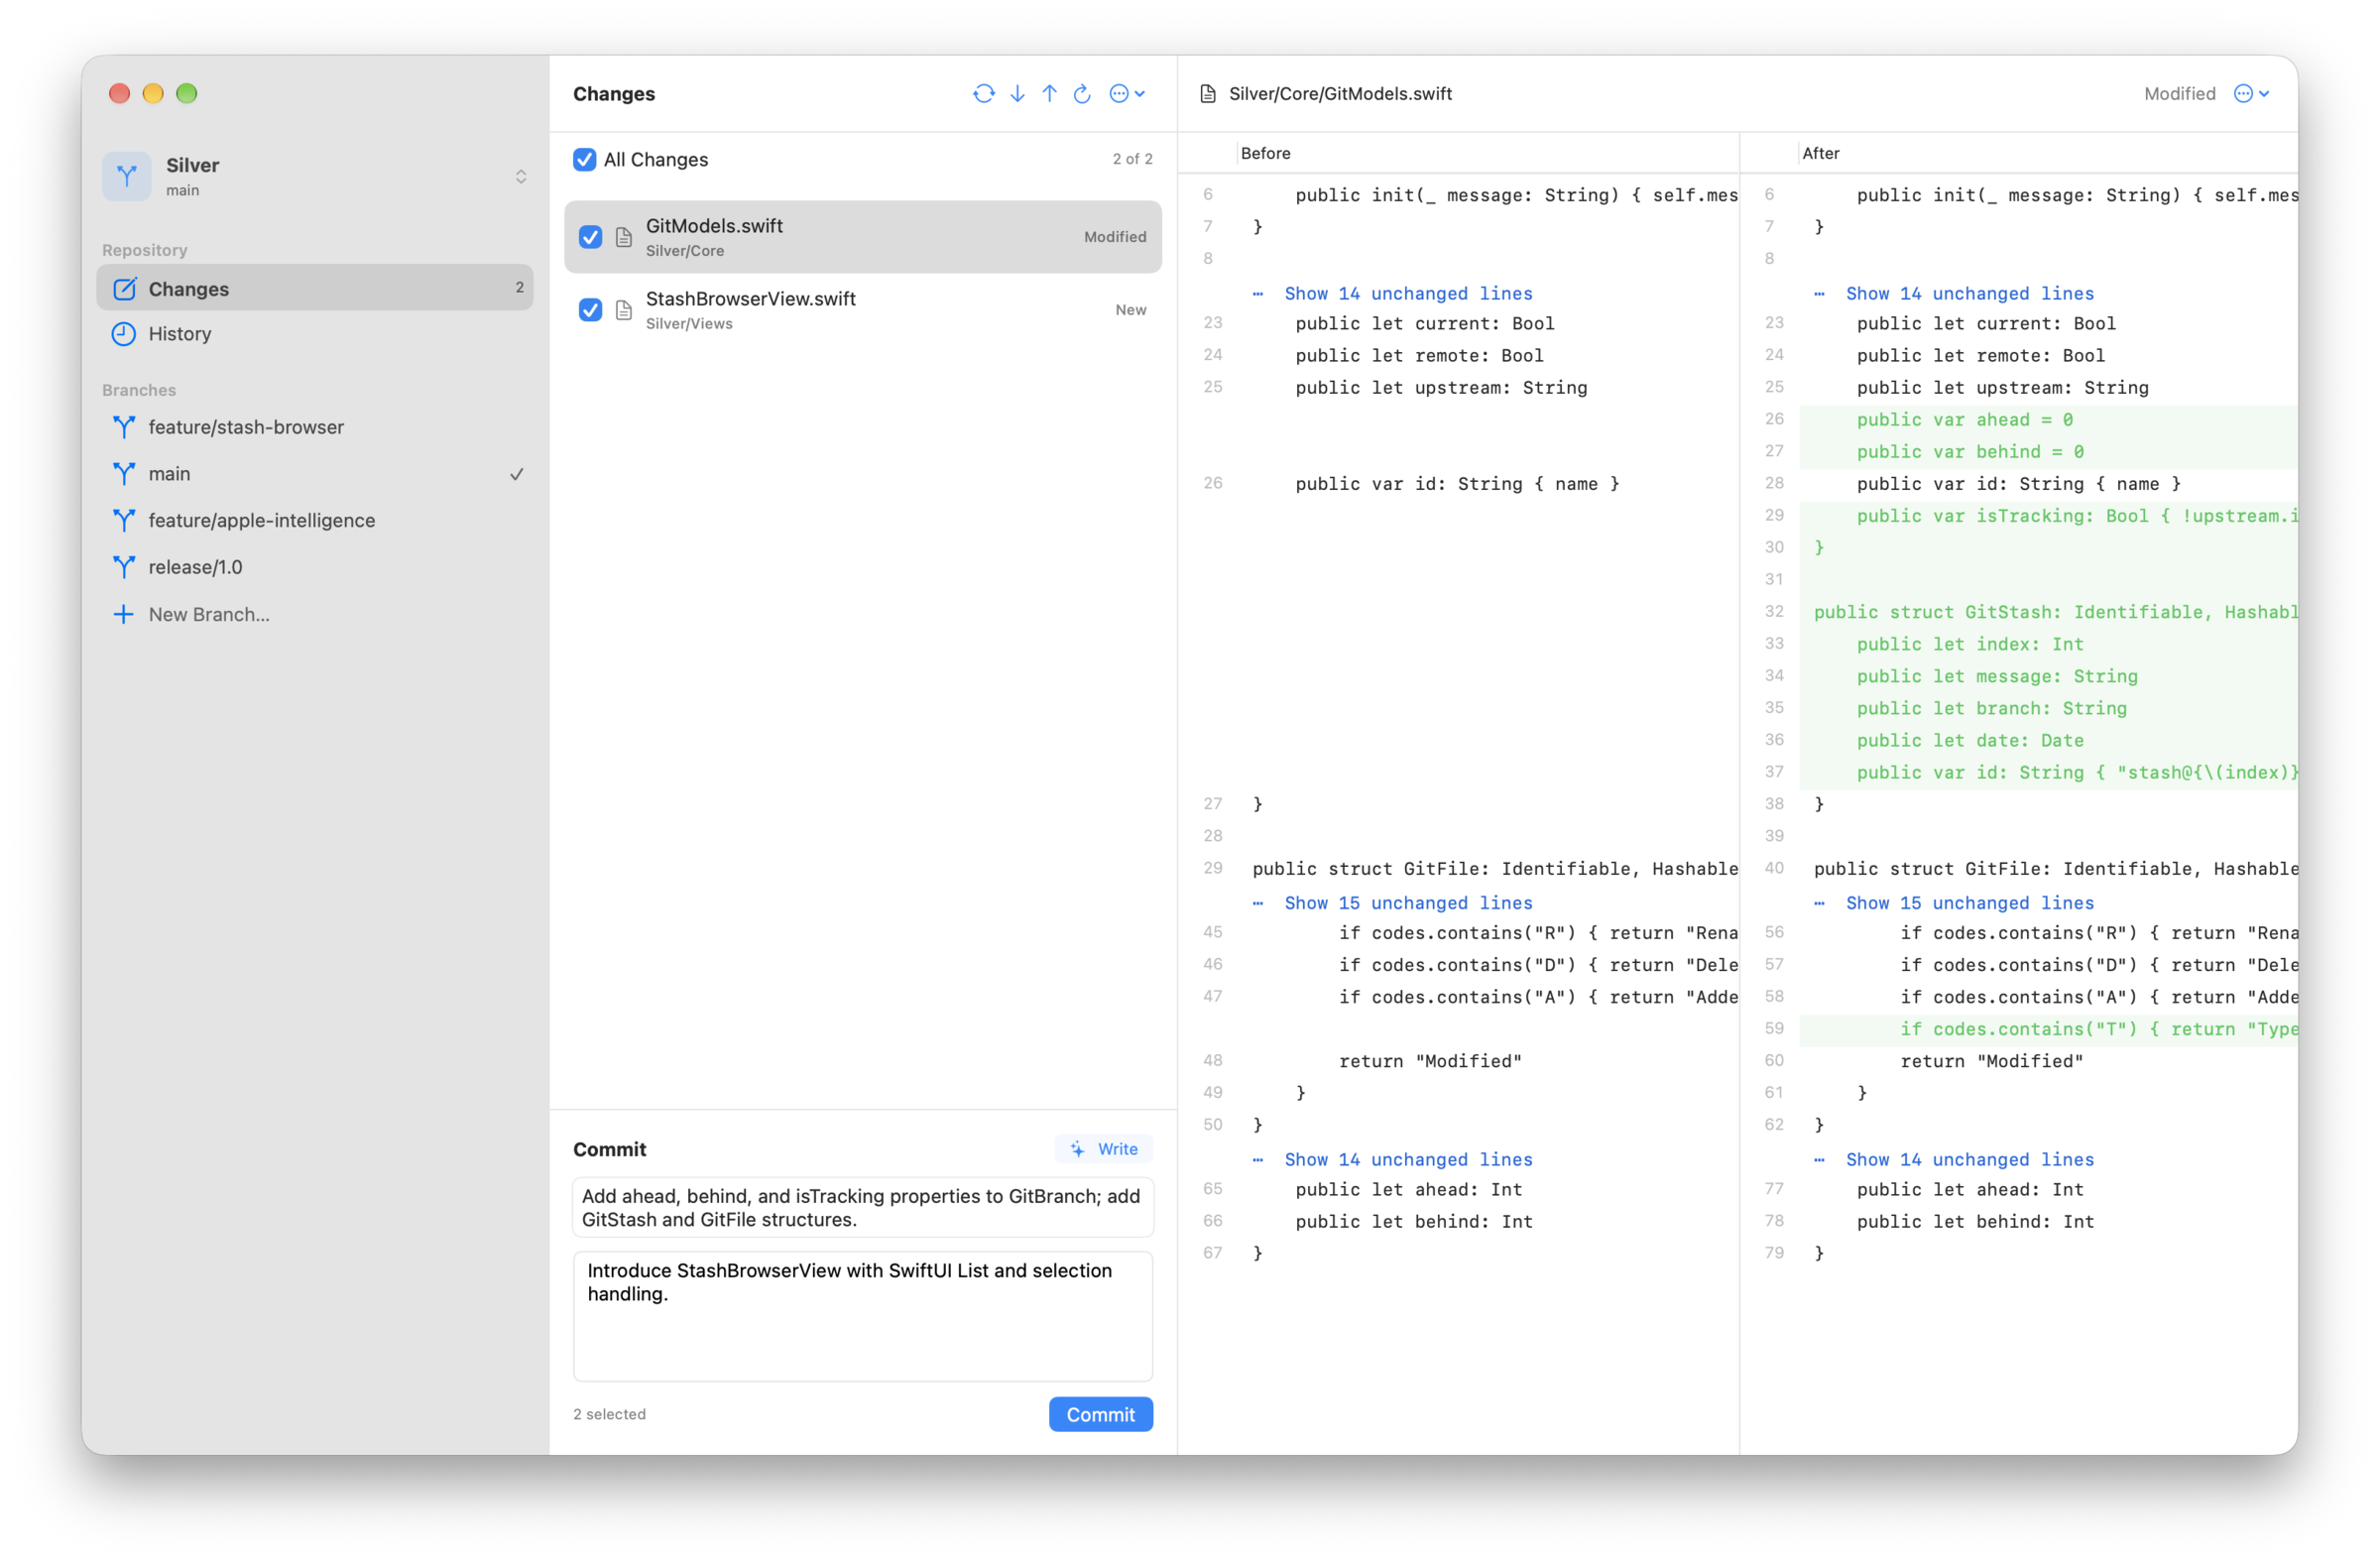 Silver
main
Repository
Changes 2
History
Branches
feature/stash-browser
main
feature/apple-intelligence
release/1.0
New Branch...
Changes
All Changes 2 of 2
GitModels.swift
Silver/Core
Modified
StashBrowserView.swift
Silver/Views
New
Commit
Write
Add ahead, behind, and isTracking properties to GitBranch; add
GitStash and GitFile structures.
Introduce StashBrowserView with SwiftUI List and selection
handling.
2 selected
Commit
Silver/Core/GitModels.swift
Modified
Before
6 public init(_ message: String) { self.mes
7 }
8
··· Show 14 unchanged lines
23 public let current: Bool
24 public let remote: Bool
25 public let upstream: String
26 public var id: String { name }
27 }
28
29 public struct GitFile: Identifiable, Hashable
··· Show 15 unchanged lines
45 if codes.contains("R") { return "Rena
46 if codes.contains("D") { return "Dele
47 if codes.contains("A") { return "Adde
48 return "Modified"
49 }
50 }
··· Show 14 unchanged lines
65 public let ahead: Int
66 public let behind: Int
67 }
After
6 public init(_ message: String) { self.mes
7 }
8
··· Show 14 unchanged lines
23 public let current: Bool
24 public let remote: Bool
25 public let upstream: String
26 public var ahead = 0
27 public var behind = 0
28 public var id: String { name }
29 public var isTracking: Bool { !upstream.i
30 }
31
32 public struct GitStash: Identifiable, Hashabl
33 public let index: Int
34 public let message: String
35 public let branch: String
36 public let date: Date
37 public var id: String { "stash@{\(index)}
38 }
39
40 public struct GitFile: Identifiable, Hashable
··· Show 15 unchanged lines
56 if codes.contains("R") { return "Rena
57 if codes.contains("D") { return "Dele
58 if codes.contains("A") { return "Adde
59 if codes.contains("T") { return "Type
60 return "Modified"
61 }
62 }
··· Show 14 unchanged lines
77 public let ahead: Int
78 public let behind: Int
79 }